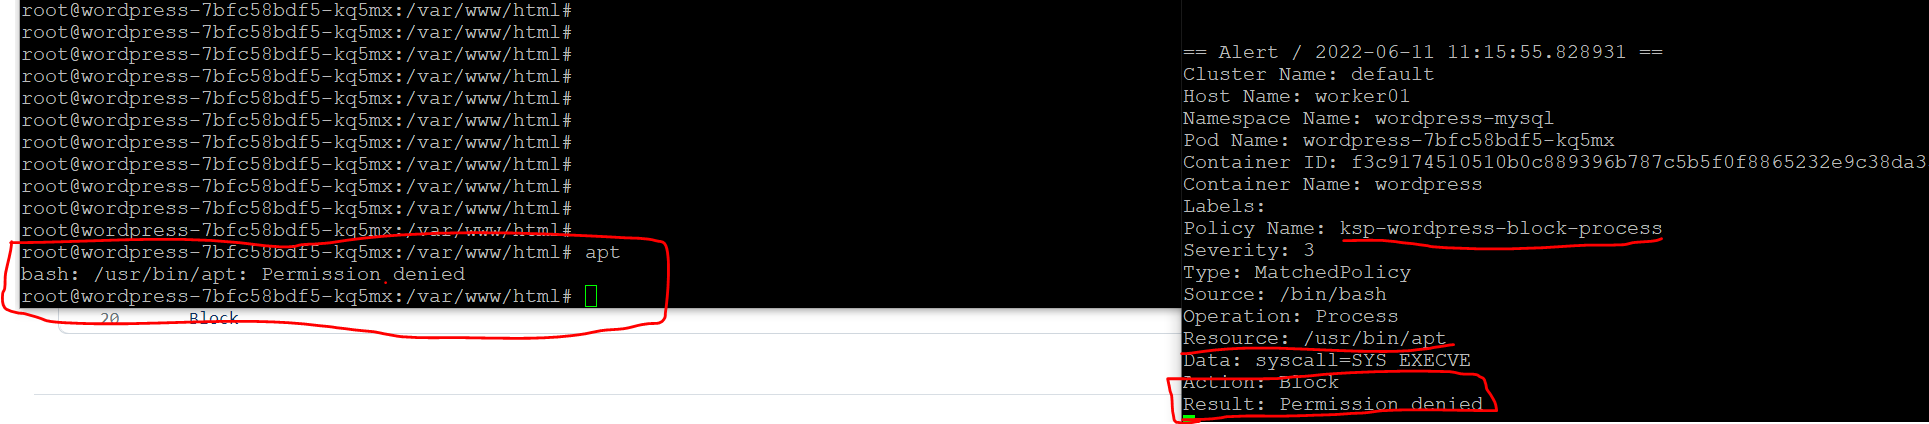 root@wordpress-7bfc58bdf5-kq5mx:/var/www/html#
root@wordpress-7bfc58bdf5-kq5mx:/var/www/html#
root@wordpress-7bfc58bdf5-kq5mx:/var/www/html#
root@wordpress-7bfc58bdf5-kq5mx:/var/www/html#
root@wordpress-7bfc58bdf5-kq5mx:/var/www/html#
root@wordpress-7bfc58bdf5-kq5mx:/var/www/html#
root@wordpress-7bfc58bdf5-kq5mx:/var/www/html#
root@wordpress-7bfc58bdf5-kq5mx:/var/www/html#
root@wordpress-7bfc58bdf5-kq5mx:/var/www/html#
root@wordpress-7bfc58bdf5-kq5mx:/var/www/html#
root@wordpress-7bfc58bdf5-kq5mx:/var/www/html#
root@wordpress-7bfc58bdf5-kq5mx:/var/www/html# apt
bash: /usr/bin/apt: Permission denied
root@wordpress-7bfc58bdf5-kq5mx:/var/www/html#
20 Block
== Alert / 2022-06-11 11:15:55.828931 ==
Cluster Name: default
Host Name: worker01
Namespace Name: wordpress-mysql
Pod Name: wordpress-7bfc58bdf5-kq5mx
Container ID: f3c9174510510b0c889396b787c5b5f0f8865232e9c38da3
Container Name: wordpress
Labels:
Policy Name: ksp-wordpress-block-process
Severity: 3
Type: MatchedPolicy
Source: /bin/bash
Operation: Process
Resource: /usr/bin/apt
Data: syscall=SYS_EXECVE
Action: Block
Result: Permission denied